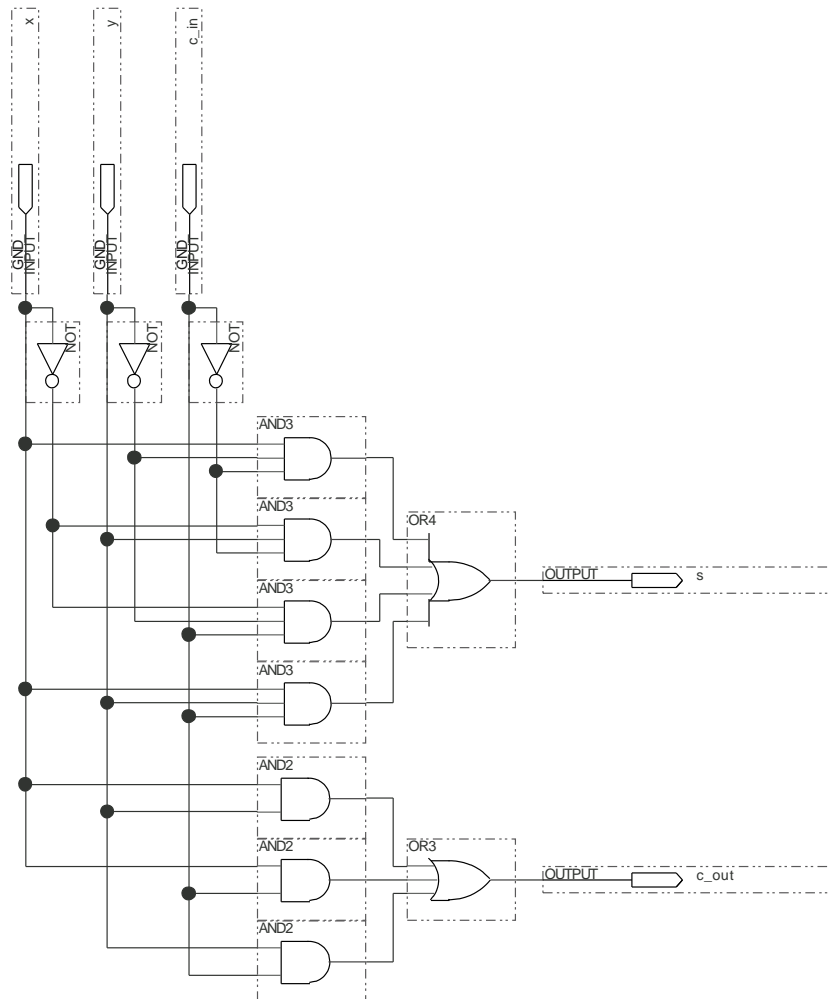 x
y
c_in
GND
INPUT
GND
INPUT
GND
INPUT
NOT
NOT
NOT
AND3
AND3
OR4
OUTPUT
s
AND3
AND3
AND2
AND2
OR3
OUTPUT
c_out
AND2